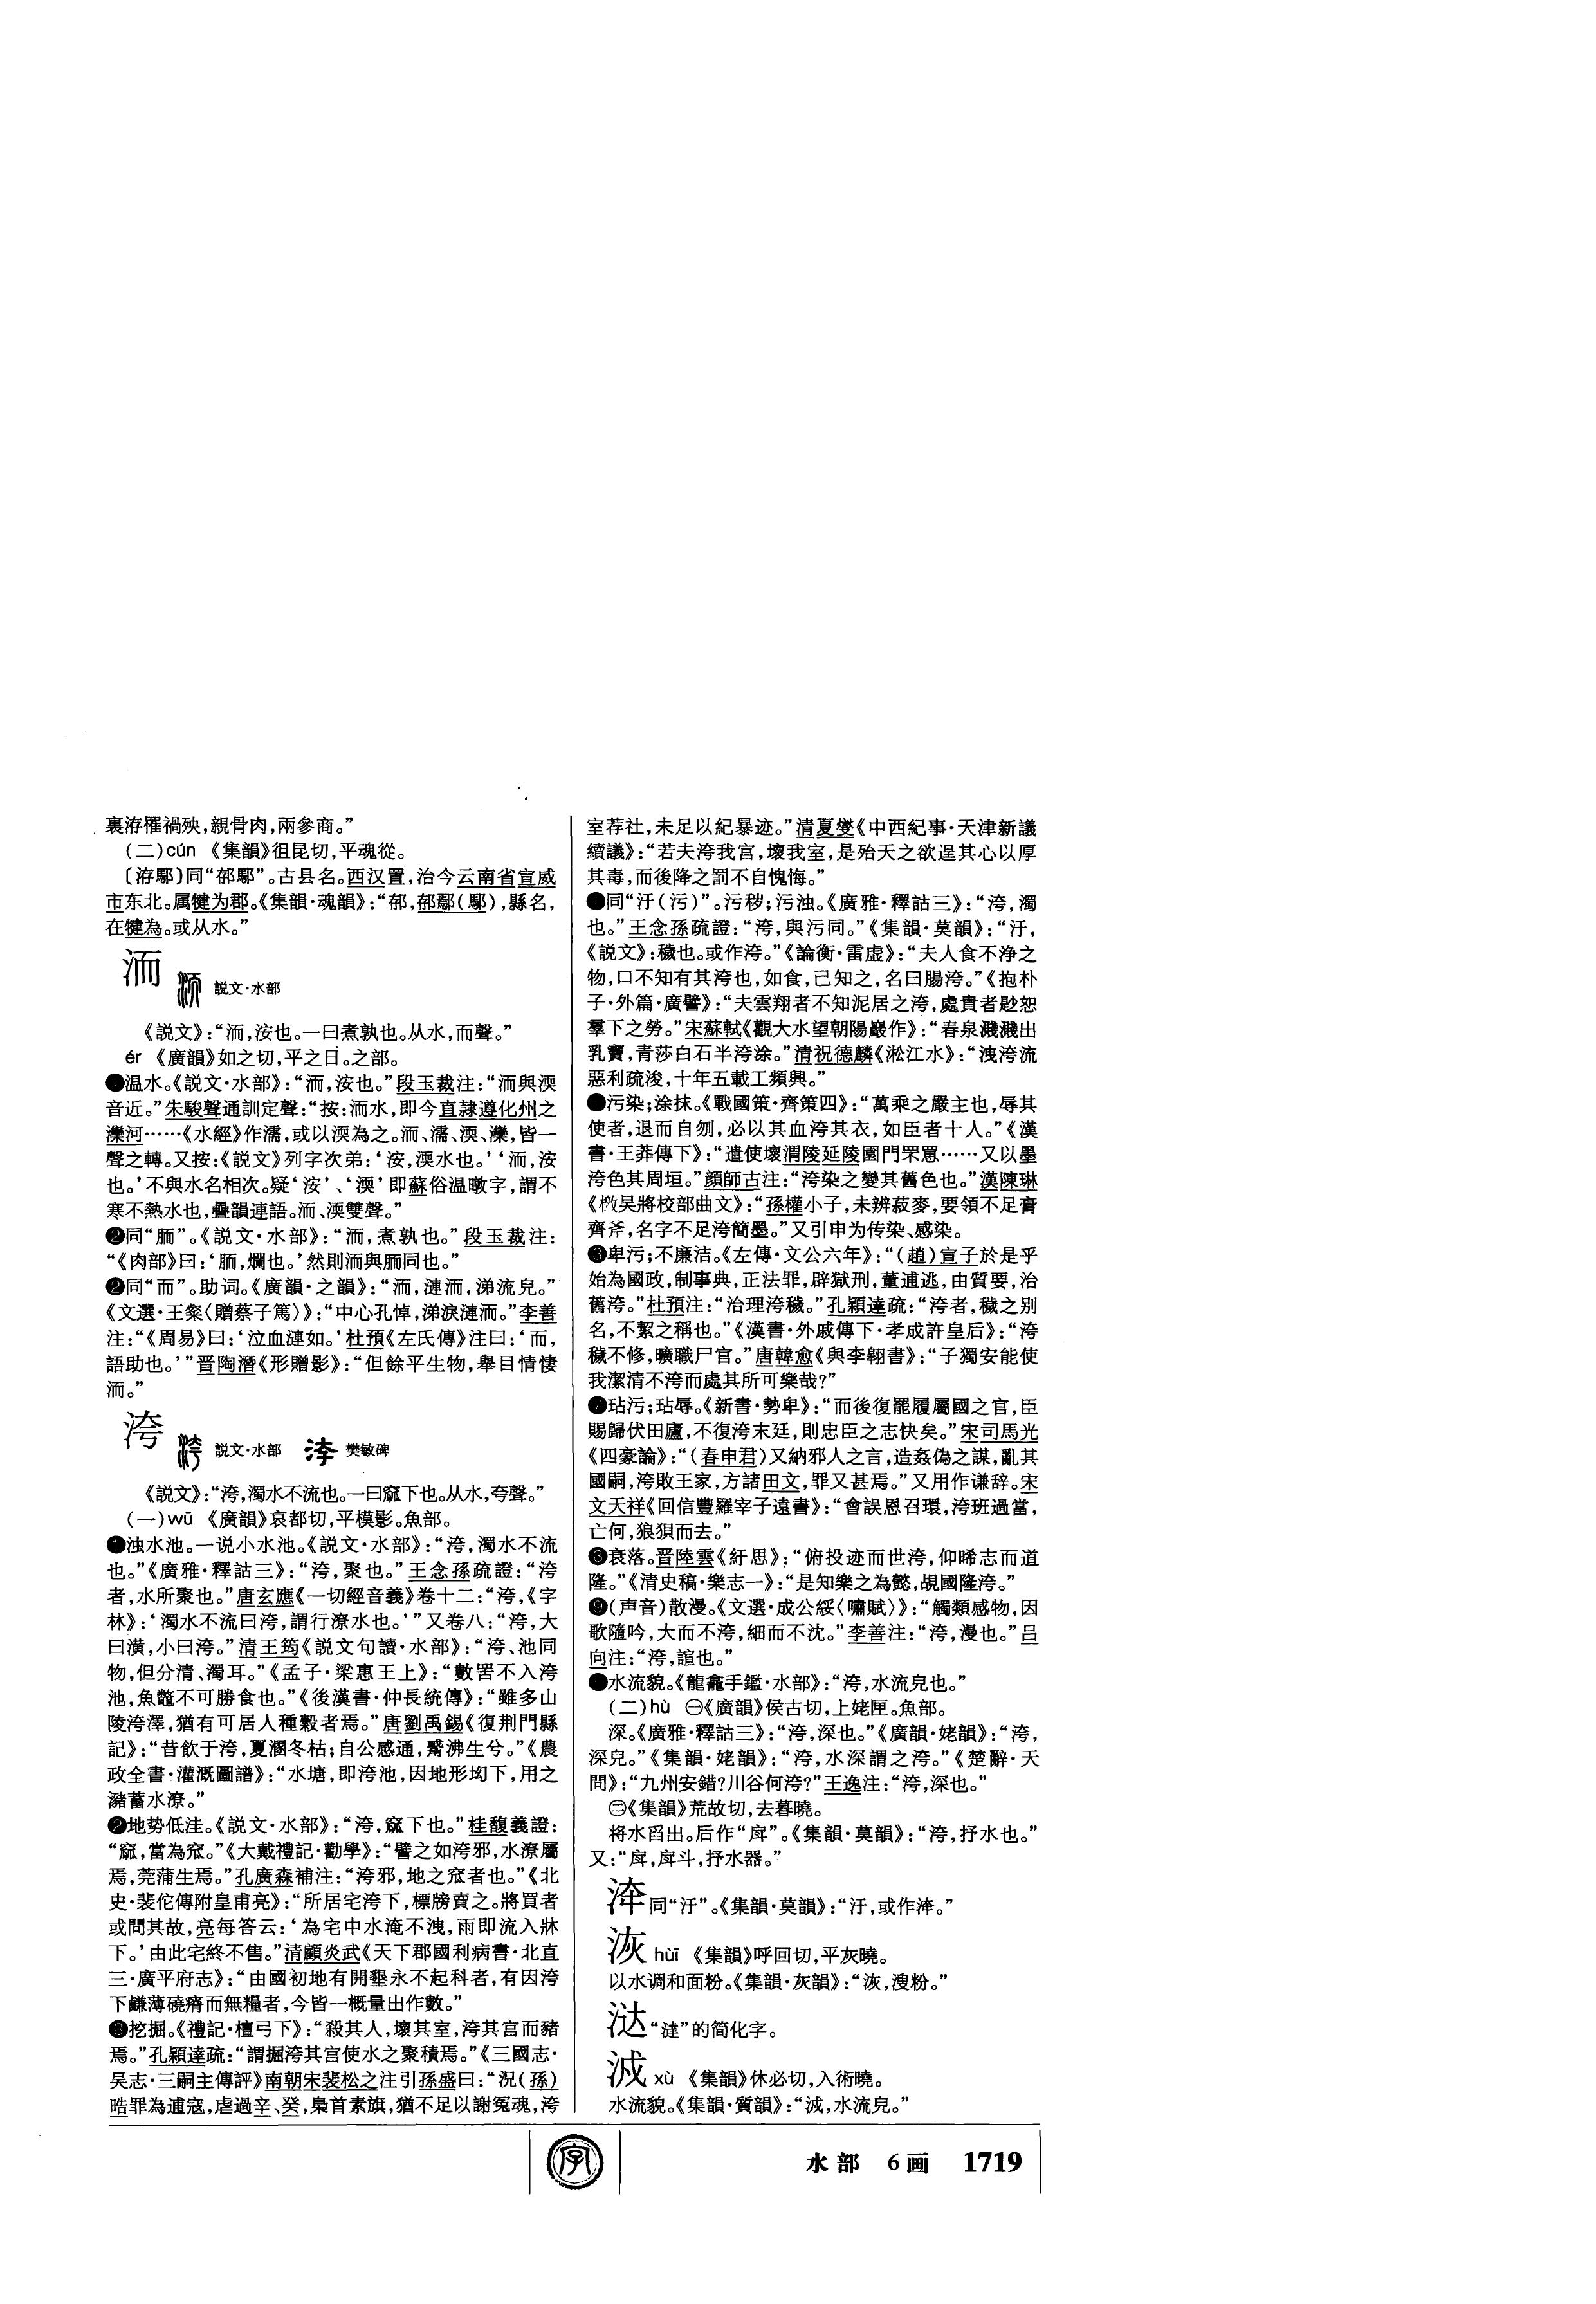 裏洊罹禍殃，親骨肉，兩參商。”
（二）cún 《集韻》徂昆切，平魂從。
〔洊䣕〕同“郁䣕”。古县名。西汉置，治今云南省宣威
市东北。属犍为郡。《集韻·魂韻》：
在犍為。或从水。”
洏 説文·水部
《説文》：“洏，洝也。一曰煮孰也。从水，而聲。”
ér 《廣韻》如之切，平之日。之部。
温水。《説文·水部》：“洏，洝也。”段玉裁注：“洏與渜
音近。”朱駿聲通訓定聲：“按：洏水，即今直隷遵化州之
灤河……《水經》作濡，或以渜為之。洏、濡、渜、灤，皆一
聲之轉。又按：《説文》列字次弟：‘洝，渜水也。’‘洏，洝
也。’不與水名相次。疑‘洝’、‘渜’即蘇俗温暾字，謂不
寒不熱水也，疊韻連語。洏、渜雙聲。”
❷同“胹”。《説文·水部》：“洏，煮孰也。”段玉裁注：
“《肉部》曰：‘胹，爛也。’然則洏與胹同也。”
❷同“而”。助词。《廣韻·之韻》：“洏，漣洏，涕流皃。”
《文選·王粲〈贈蔡子篤〉》：“中心孔悼，涕淚漣洏。”李善
注：“《周易》曰：‘泣血漣如。’杜預《左氏傳》注曰：‘而，
語助也。’”晋陶潛《形贈影》：“但餘平生物，舉目情悽
洏。”
洿 説文·水部 樊敏碑
《説文》：“洿，濁水不流也。一曰窳下也。从水，夸聲。”
（一）wū 《廣韻》哀都切，平模影。魚部。
❶浊水池。一说小水池。《説文·水部》：“洿，濁水不流
也。”《廣雅·釋詁三》：“洿，聚也。”王念孫疏證：“洿
者，水所聚也。”唐玄應《一切經音義》卷十二：“洿，《字
林》：‘濁水不流曰洿，謂行潦水也。’”又卷八：“洿，大
曰潢，小曰洿。”清王筠《説文句讀·水部》：“洿、池同
物，但分清、濁耳。”《孟子·梁惠王上》：“數罟不入洿
池，魚鼈不可勝食也。”《後漢書·仲長統傳》：“雖多山
陵洿澤，猶有可居人種穀者焉。”唐劉禹錫《復荆門縣
記》：“昔飲于洿，夏溷冬枯；自公感通，觱沸生兮。”《農
政全書·灌溉圖譜》：“水塘，即洿池，因地形坳下，用之
瀦蓄水潦。”
❷地势低洼。《説文·水部》：“洿，窳下也。”桂馥義證：
“窳，當為窊。”《大戴禮記·勸學》：“譬之如洿邪，水潦屬
焉，莞蒲生焉。”孔廣森補注：“洿邪，地之窊者也。”《北
史·裴佗傳附皇甫亮》：“所居宅洿下，標牓賣之。將買者
或問其故，亮每答云：‘為宅中水淹不洩，雨即流入牀
下。’由此宅終不售。”清顧炎武《天下郡國利病書·北直
三·廣平府志》：“由國初地有開墾永不起科者，有因洿
下鹻薄磽瘠而無糧者，今皆一概量出作數。”
❸挖掘。《禮記·檀弓下》：“殺其人，壞其室，洿其宫而豬
焉。”孔穎達疏：“謂掘洿其宫使水之聚積焉。”《三國志·
吴志·三嗣主傳評》南朝宋裴松之注引孫盛曰：“况（孫）
晧罪為逋寇，虐過辛、癸，梟首素旗，猶不足以謝冤魂，洿
室荐社，未足以紀暴迹。”清夏燮《中西紀事·天津新議
續議》：“若夫洿我宫，壞我室，是殆天之欲逞其心以厚
其毒，而後降之罰不自愧悔。”
同“汙（污）”。污秽；污浊。《廣雅·釋詁三》：“洿，濁
也。”王念孫疏證：“洿，與污同。”《集韻·莫韻》：“汙，
《説文》：穢也。或作洿。”《論衡·雷虚》：“夫人食不净之
物，口不知有其洿也，如食，已知之，名曰腸洿。”《抱朴
子·外篇·廣譬》：“夫雲翔者不知泥居之洿，處貴者尟恕
羣下之勞。”宋蘇軾《觀大水望朝陽巖作》：“春泉濺濺出
乳竇，青莎白石半洿涂。”清祝德麟《淞江水》：“洩洿流
惡利疏浚，十年五載工頻興。”
污染；涂抹。《戰國策·齊策四》：“萬乘之嚴主也，辱其
使者，退而自刎，必以其血洿其衣，如臣者十人。”《漢
書·王莽傳下》：“遣使壞渭陵延陵園門罘罳……又以墨
洿色其周垣。”顔師古注：“洿染之變其舊色也。”漢陳琳
《檄吴將校部曲文》：“孫權小子，未辨菽麥，要領不足膏
齊斧，名字不足洿簡墨。”又引申为传染、感染。
❸卑污；不廉洁。《左傳·文公六年》：“（趙）宣子於是乎
始為國政，制事典，正法罪，辟獄刑，董逋逃，由質要，治
舊洿。”杜預注：“治理洿穢。”孔穎達疏：“洿者，穢之别
名，不絜之稱也。”《漢書·外戚傳下·孝成許皇后》：“洿
穢不修，曠職尸官。”唐韓愈《與李翱書》：“子獨安能使
我潔清不洿而處其所可樂哉？”
❼玷污；玷辱。《新書·勢卑》：“而後復罷履屬國之官，臣
賜歸伏田廬，不復洿末廷，則忠臣之志快矣。”宋司馬光
《四豪論》：“（春申君）又納邪人之言，造姦偽之謀，亂其
國嗣，洿敗王家，方諸田文，罪又甚焉。”又用作谦辞。宋
文天祥《回信豐羅宰子遠書》：“會誤恩召環，洿班過當，
亡何，狼狽而去。”
❸衰落。晋陸雲《紆思》：“俯投迹而世洿，仰晞志而道
隆。”《清史稿·樂志一》：“是知樂之為懿，覘國隆洿。”
❾（声音）散漫。《文選·成公綏〈嘯賦〉》：“觸類感物，因
歌隨吟，大而不洿，細而不沈。”李善注：“洿，漫也。”吕
向注：“洿，諠也。”
水流貌。《龍龕手鑑·水部》：“洿，水流皃也。”
（二）hù ㊀《廣韻》侯古切，上姥匣。魚部。
深。《廣雅·釋詁三》：“洿，深也。”《廣韻·姥韻》：“洿，
深皃。”《集韻·姥韻》：“洿，水深謂之洿。”《楚辭·天
問》：“九州安錯？川谷何洿？”王逸注：“洿，深也。”
㊁《集韻》荒故切，去暮曉。
将水舀出。后作“戽”。《集韻·莫韻》：“洿，抒水也。”
又：“戽，戽斗，抒水器。”
同“汙”。《集韻·莫韻》：
洃 huī 《集韻》呼回切，平灰曉。
以水调和面粉。《集韻·灰韻》：“洃，溲粉。”
㳠“澾”的简化字。
㳚 xù 《集韻》休必切，入術曉。
水流貌。《集韻·質韻》：“㳚，水流皃。”
字
水部 6画 1719